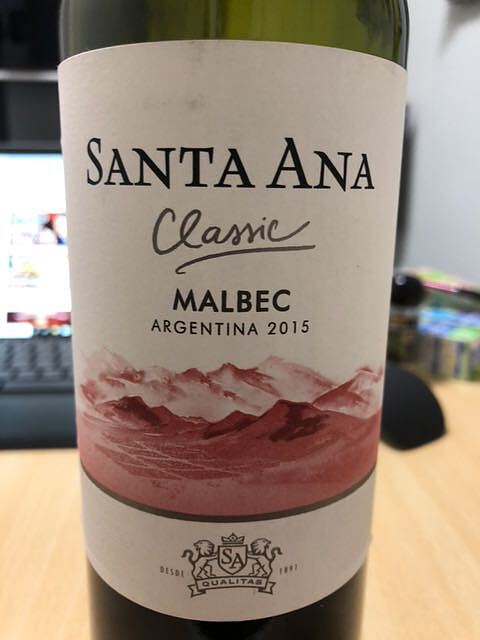 SANTA ANA
Classic
MALBEC
ARGENTINA 2015
SA
DESDE 1891
QUALITAS